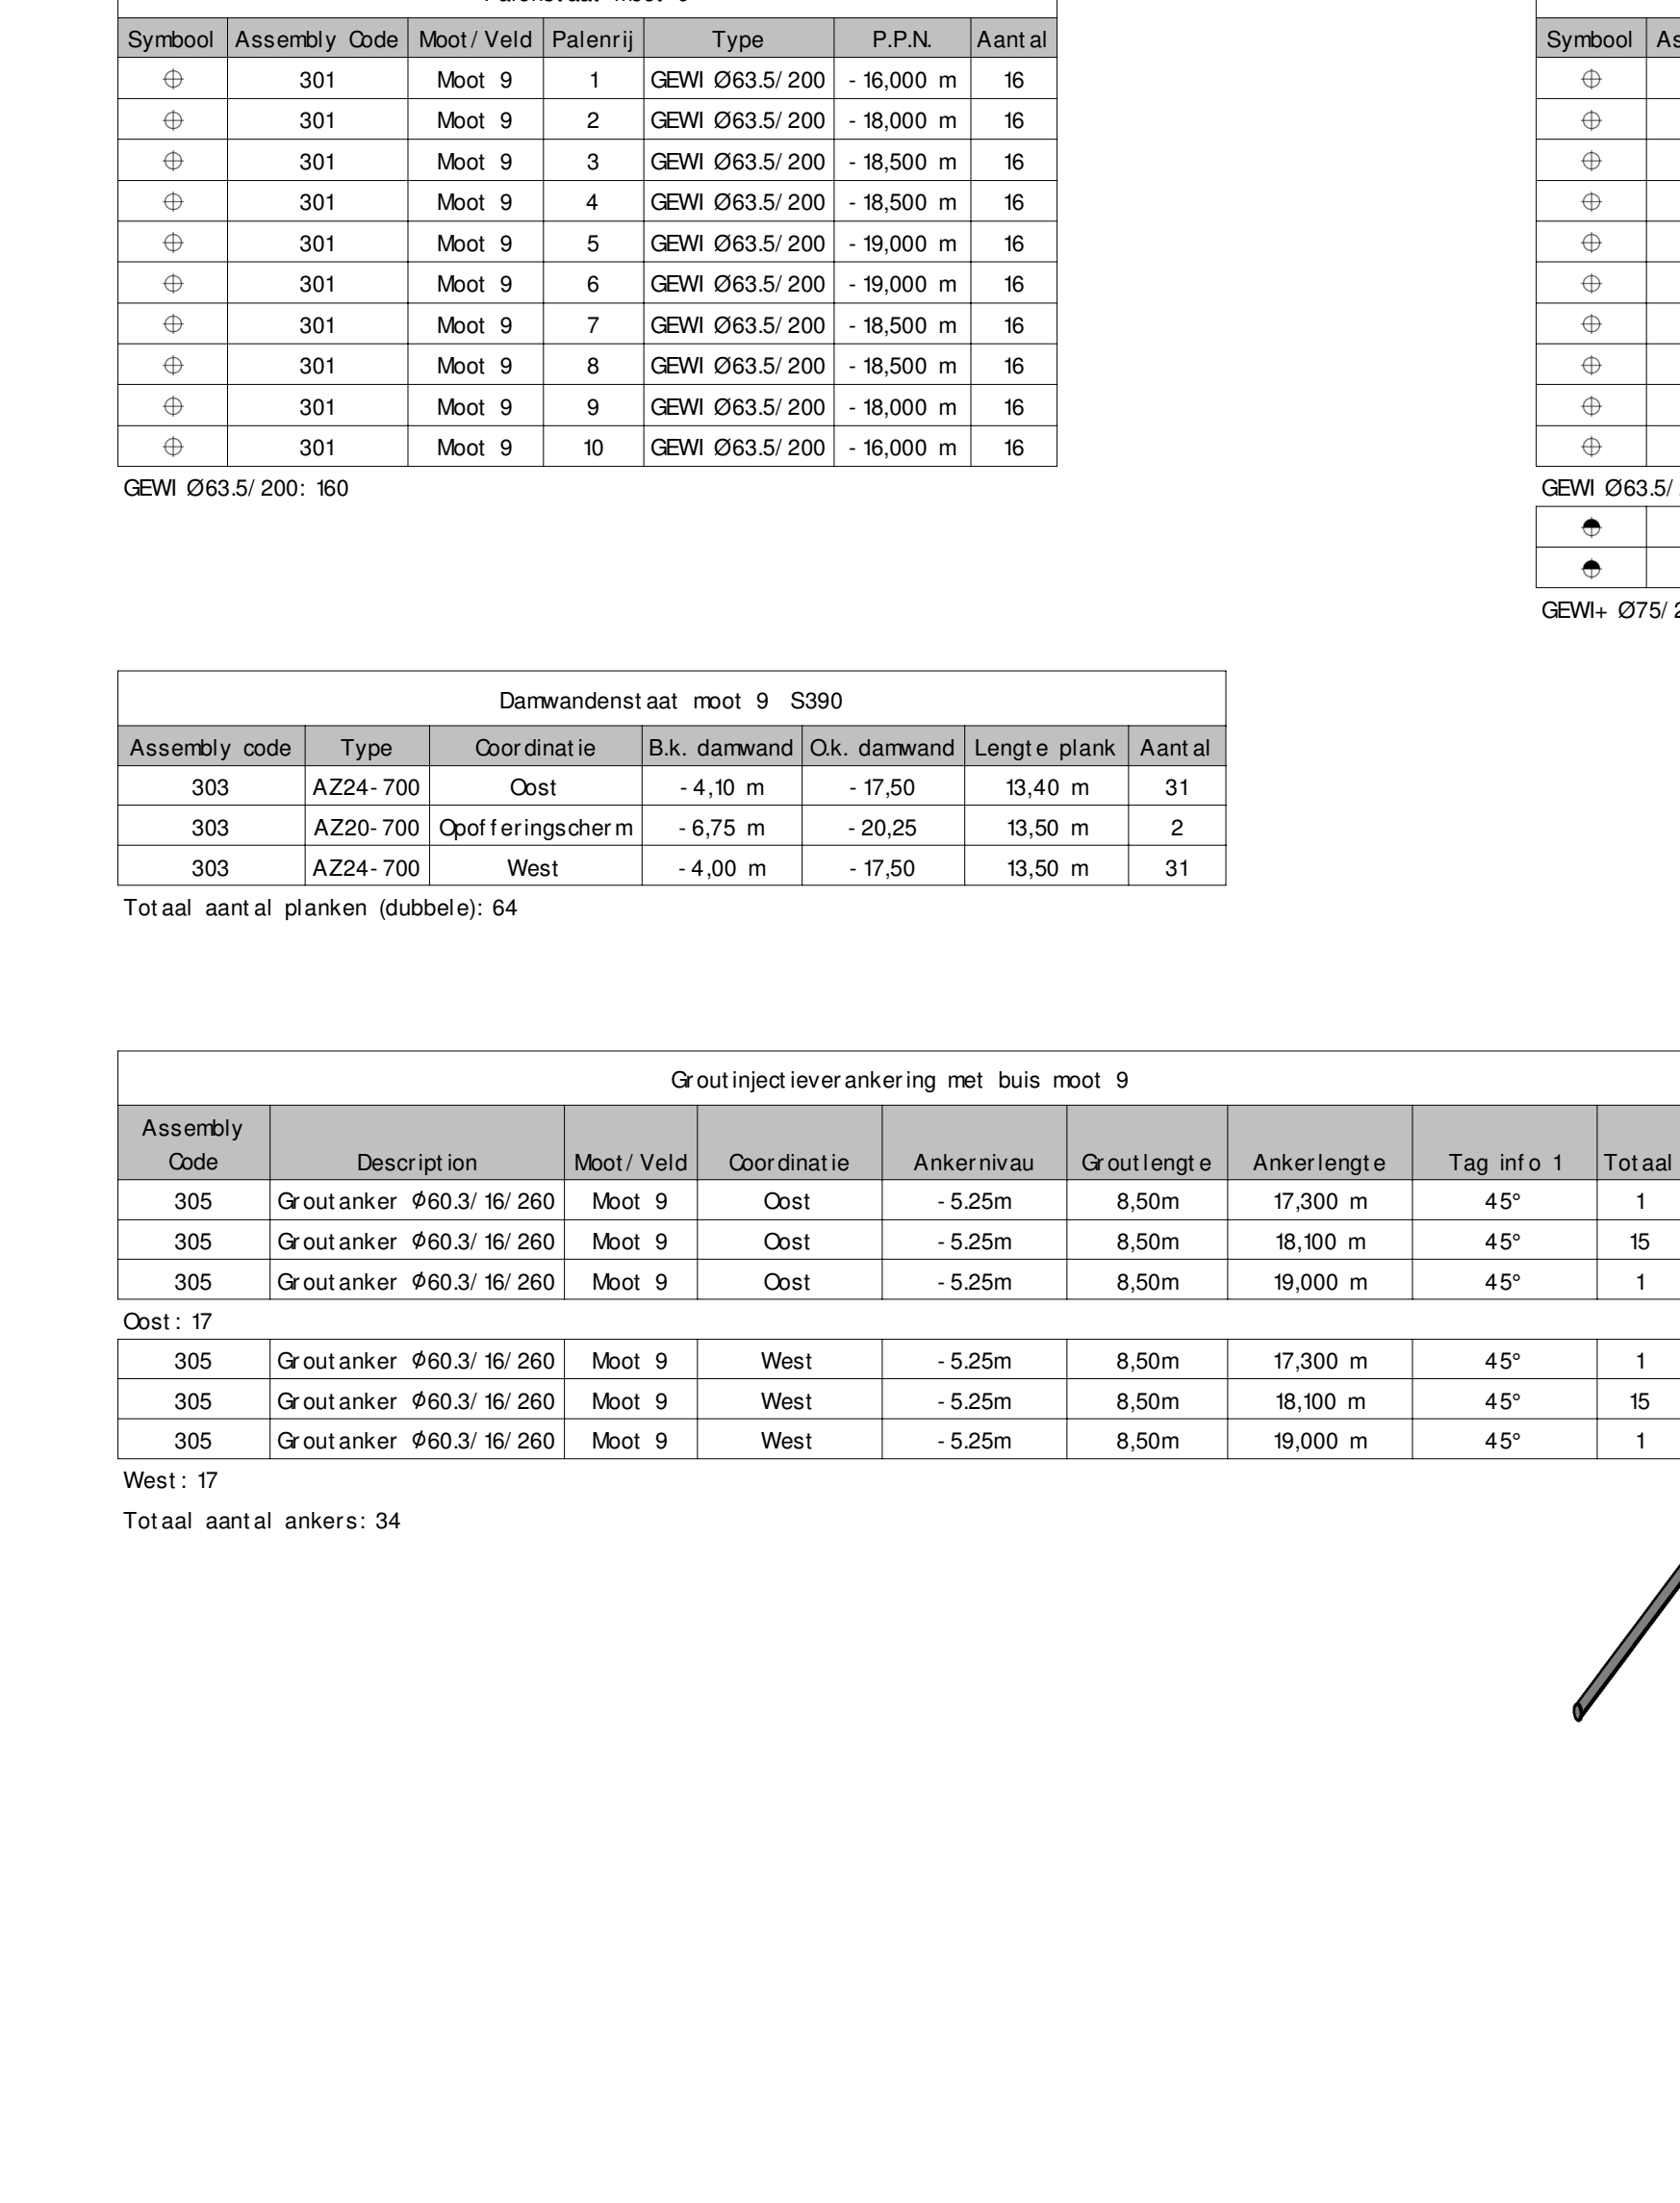 Symbool Assembly Code Moot/Veld Palenrij Type P.P.N. Aantal
301 Moot 9 1 GEWI Ø63.5/200 -16,000 m 16
301 Moot 9 2 GEWI Ø63.5/200 -18,000 m 16
301 Moot 9 3 GEWI Ø63.5/200 -18,500 m 16
301 Moot 9 4 GEWI Ø63.5/200 -18,500 m 16
301 Moot 9 5 GEWI Ø63.5/200 -19,000 m 16
301 Moot 9 6 GEWI Ø63.5/200 -19,000 m 16
301 Moot 9 7 GEWI Ø63.5/200 -18,500 m 16
301 Moot 9 8 GEWI Ø63.5/200 -18,500 m 16
301 Moot 9 9 GEWI Ø63.5/200 -18,000 m 16
301 Moot 9 10 GEWI Ø63.5/200 -16,000 m 16
GEWI Ø63.5/200: 160
Symbool
GEWI Ø63.5/
GEWI+ Ø75/
Damwandenstaat moot 9 S390
Assembly code Type Coordinatie B.k. damwand O.k. damwand Lengte plank Aantal
303 AZ24-700 Oost -4,10 m -17,50 13,40 m 31
303 AZ20-700 Opofferingscherm -6,75 m -20,25 13,50 m 2
303 AZ24-700 West -4,00 m -17,50 13,50 m 31
Totaal aantal planken (dubbele): 64
Groutinjectieverankering met buis moot 9
Assembly
Code Description Moot/Veld Coordinatie Ankernivau Groutlengte Ankerlengte Tag info 1 Totaal
305 Groutanker Ø60.3/16/260 Moot 9 Oost -5.25m 8,50m 17,300 m 45° 1
305 Groutanker Ø60.3/16/260 Moot 9 Oost -5.25m 8,50m 18,100 m 45° 15
305 Groutanker Ø60.3/16/260 Moot 9 Oost -5.25m 8,50m 19,000 m 45° 1
Oost: 17
305 Groutanker Ø60.3/16/260 Moot 9 West -5.25m 8,50m 17,300 m 45° 1
305 Groutanker Ø60.3/16/260 Moot 9 West -5.25m 8,50m 18,100 m 45° 15
305 Groutanker Ø60.3/16/260 Moot 9 West -5.25m 8,50m 19,000 m 45° 1
West: 17
Totaal aantal ankers: 34